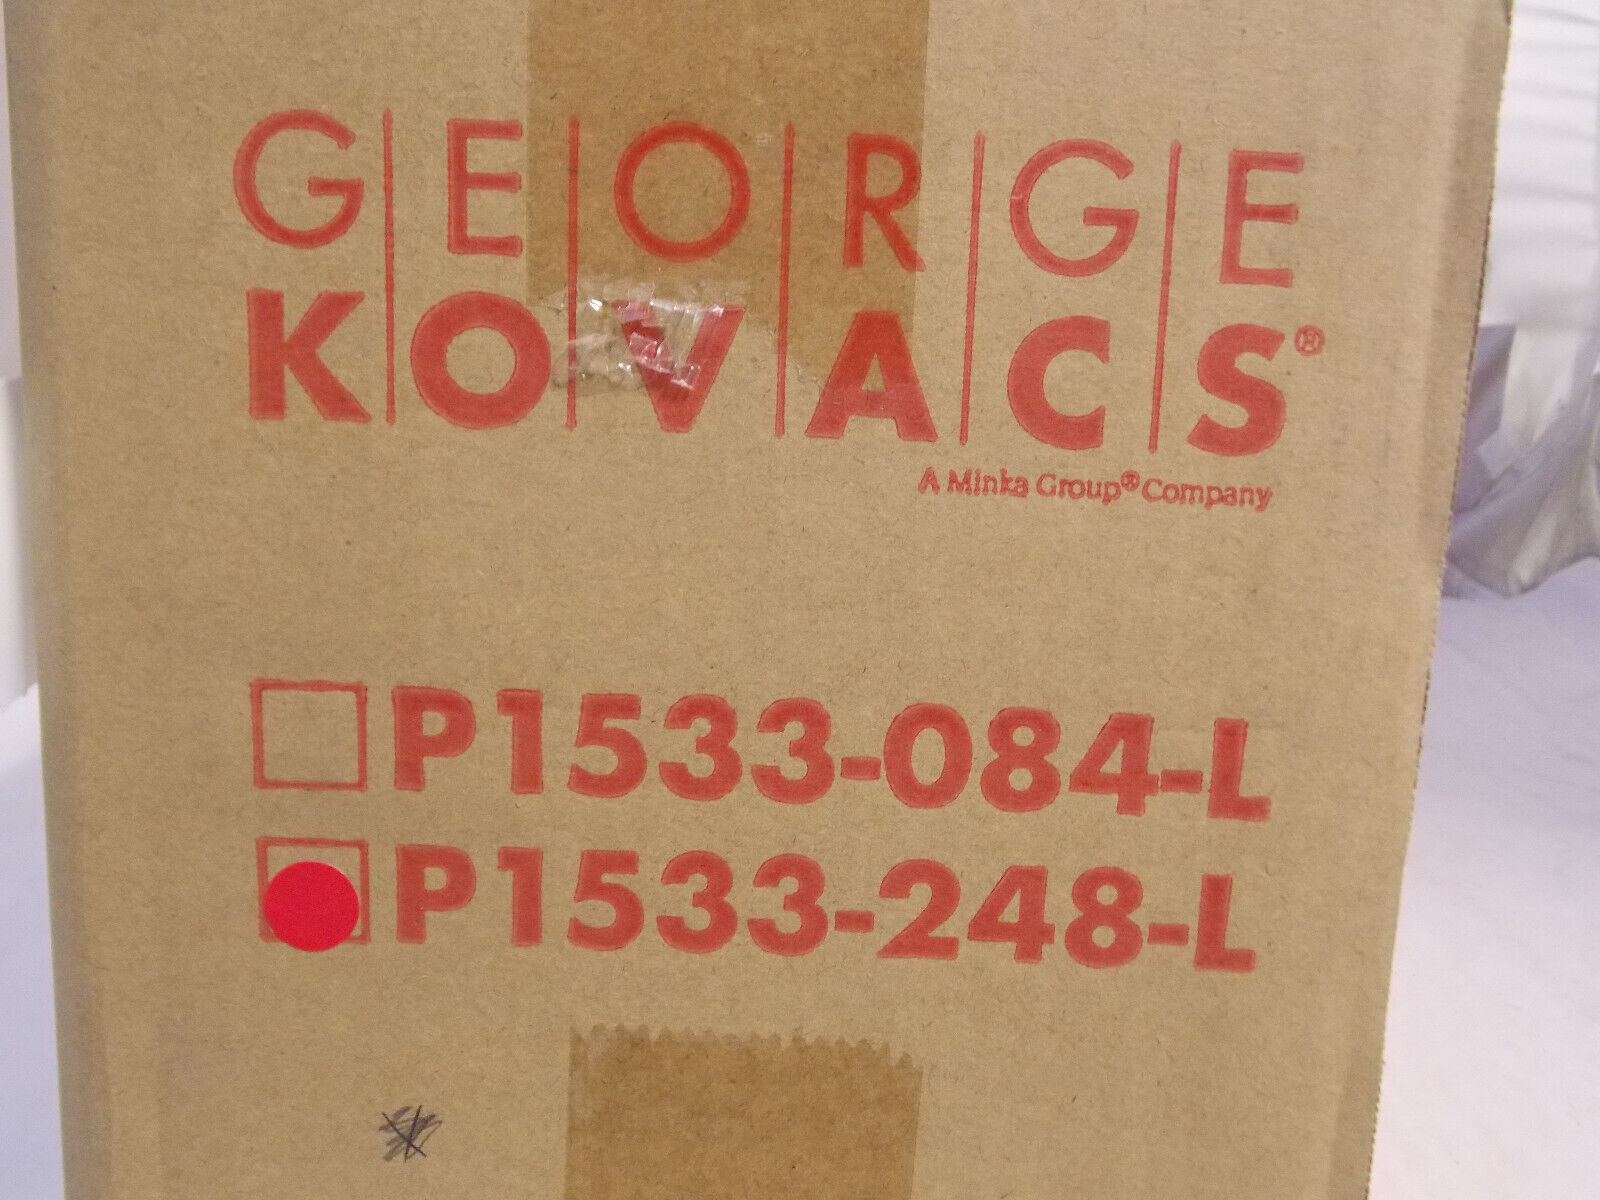 GEORGE
KOVACS®
A Minka Group® Company
P1533-084-L
P1533-248-L